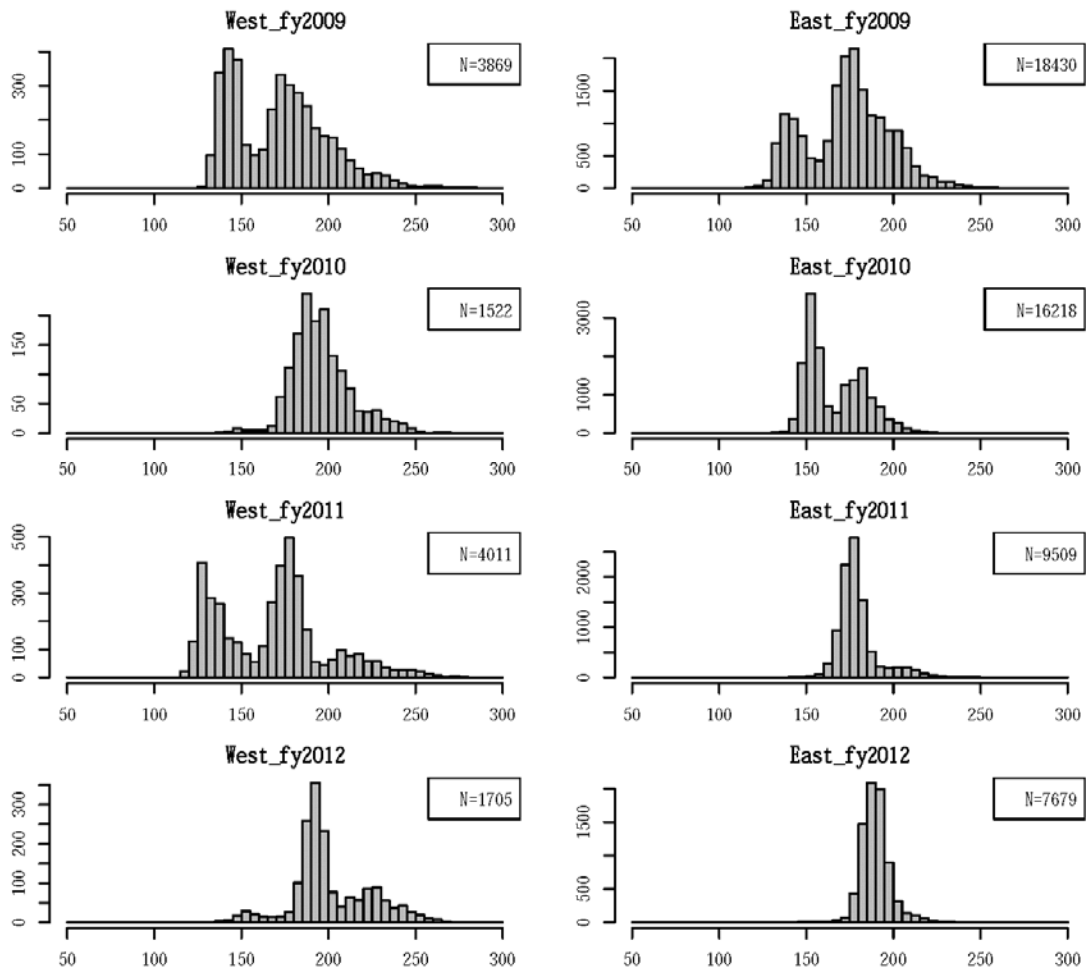 West_fy2009
N=3869
0 100 300
50 100 150 200 250 300
East_fy2009
N=18430
0 500 1500
50 100 150 200 250 300
West_fy2010
N=1522
0 50 150
50 100 150 200 250 300
East_fy2010
N=16218
0 1000 3000
50 100 150 200 250 300
West_fy2011
N=4011
0 100 300 500
50 100 150 200 250 300
East_fy2011
N=9509
0 1000 2000
50 100 150 200 250 300
West_fy2012
N=1705
0 100 200 300
50 100 150 200 250 300
East_fy2012
N=7679
0 500 1500
50 100 150 200 250 300